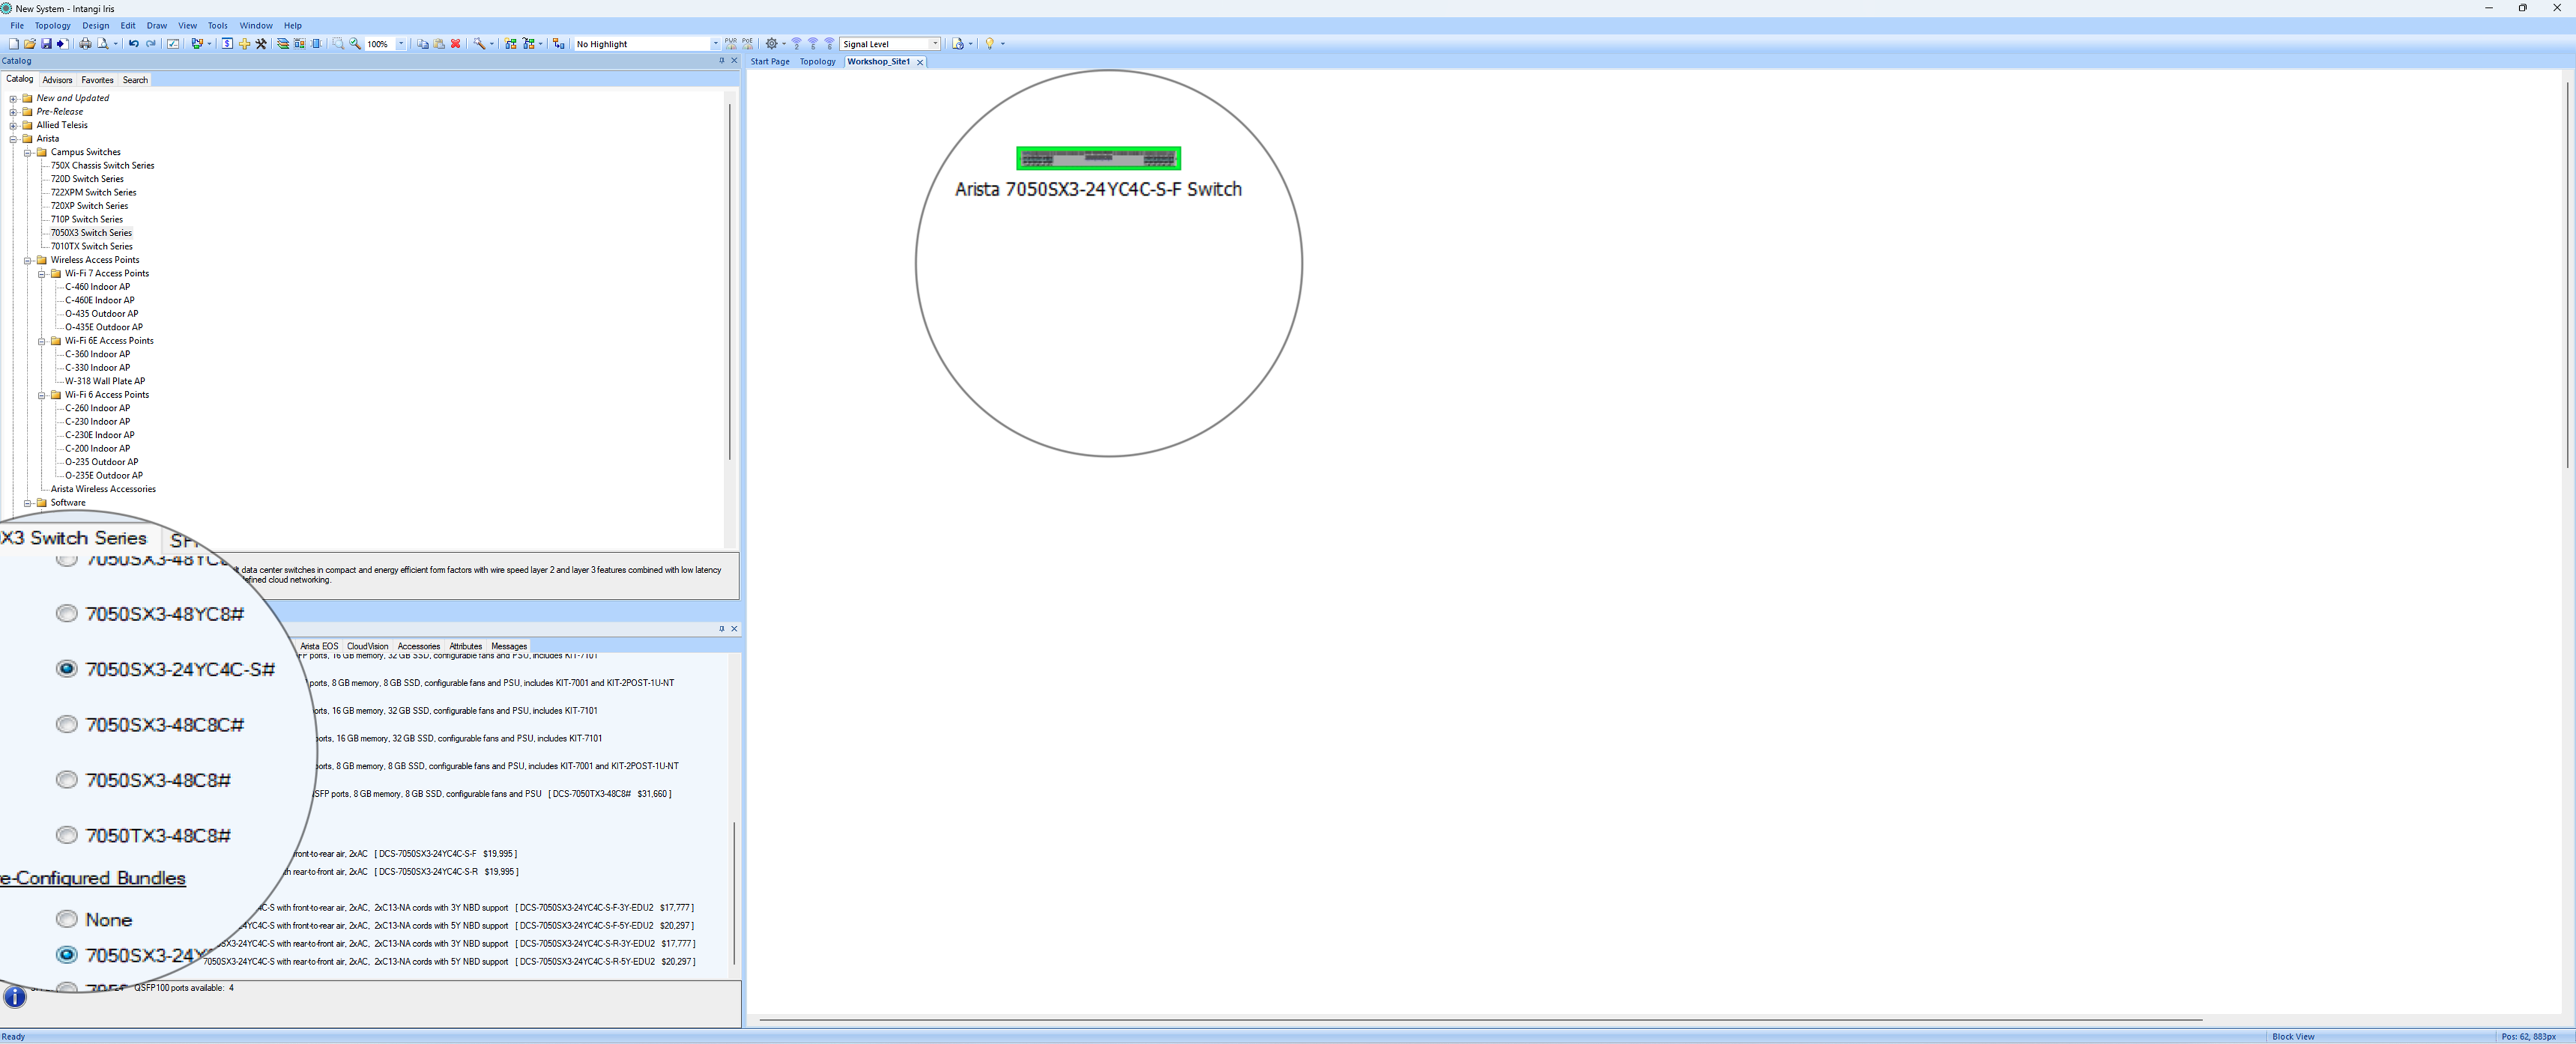 New System - Intangi Iris
File Topology Design Edit Draw View Tools Window Help
100% No Highlight PWR PoE 2 5 6 Signal Level
Catalog
Catalog Advisors Favorites Search
New and Updated
Pre-Release
Allied Telesis
Arista
Campus Switches
750X Chassis Switch Series
720D Switch Series
722XPM Switch Series
720XP Switch Series
710P Switch Series
7050X3 Switch Series
7010TX Switch Series
Wireless Access Points
Wi-Fi 7 Access Points
C-460 Indoor AP
C-460E Indoor AP
O-435 Outdoor AP
O-435E Outdoor AP
Wi-Fi 6E Access Points
C-360 Indoor AP
C-330 Indoor AP
W-318 Wall Plate AP
Wi-Fi 6 Access Points
C-260 Indoor AP
C-230 Indoor AP
C-230E Indoor AP
C-200 Indoor AP
O-235 Outdoor AP
O-235E Outdoor AP
Arista Wireless Accessories
Software
data center switches in compact and energy efficient form factors with wire speed layer 2 and layer 3 features combined with low latency
efined cloud networking.
X3 Switch Series
Arista EOS CloudVision Accessories Attributes Messages
FP ports, 16 GB memory, 32 GB SSD, configurable fans and PSU, includes KIT-7101
7050SX3-48YC8#
ports, 8 GB memory, 8 GB SSD, configurable fans and PSU, includes KIT-7001 and KIT-2POST-1U-NT
7050SX3-24YC4C-S#
orts, 16 GB memory, 32 GB SSD, configurable fans and PSU, includes KIT-7101
7050SX3-48C8C#
orts, 16 GB memory, 32 GB SSD, configurable fans and PSU, includes KIT-7101
7050SX3-48C8#
orts, 8 GB memory, 8 GB SSD, configurable fans and PSU, includes KIT-7001 and KIT-2POST-1U-NT
7050TX3-48C8#
SFP ports, 8 GB memory, 8 GB SSD, configurable fans and PSU [ DCS-7050TX3-48C8# $31,660 ]
e-Configured Bundles
None
7050SX3-24Y
ront-to-rear air, 2xAC [ DCS-7050SX3-24YC4C-S-F $19,995 ]
th rear-to-front air, 2xAC [ DCS-7050SX3-24YC4C-S-R $19,995 ]
4C-S with front-to-rear air, 2xAC, 2xC13-NA cords with 3Y NBD support [ DCS-7050SX3-24YC4C-S-F-3Y-EDU2 $17,777 ]
4YC4C-S with front-to-rear air, 2xAC, 2xC13-NA cords with 5Y NBD support [ DCS-7050SX3-24YC4C-S-F-5Y-EDU2 $20,297 ]
SX3-24YC4C-S with rear-to-front air, 2xAC, 2xC13-NA cords with 3Y NBD support [ DCS-7050SX3-24YC4C-S-R-3Y-EDU2 $17,777 ]
7050SX3-24YC4C-S with rear-to-front air, 2xAC, 2xC13-NA cords with 5Y NBD support [ DCS-7050SX3-24YC4C-S-R-5Y-EDU2 $20,297 ]
QSFP100 ports available: 4
Start Page Topology Workshop_Site1
Arista 7050SX3-24YC4C-S-F Switch
Ready Block View Pos: 62, 883px